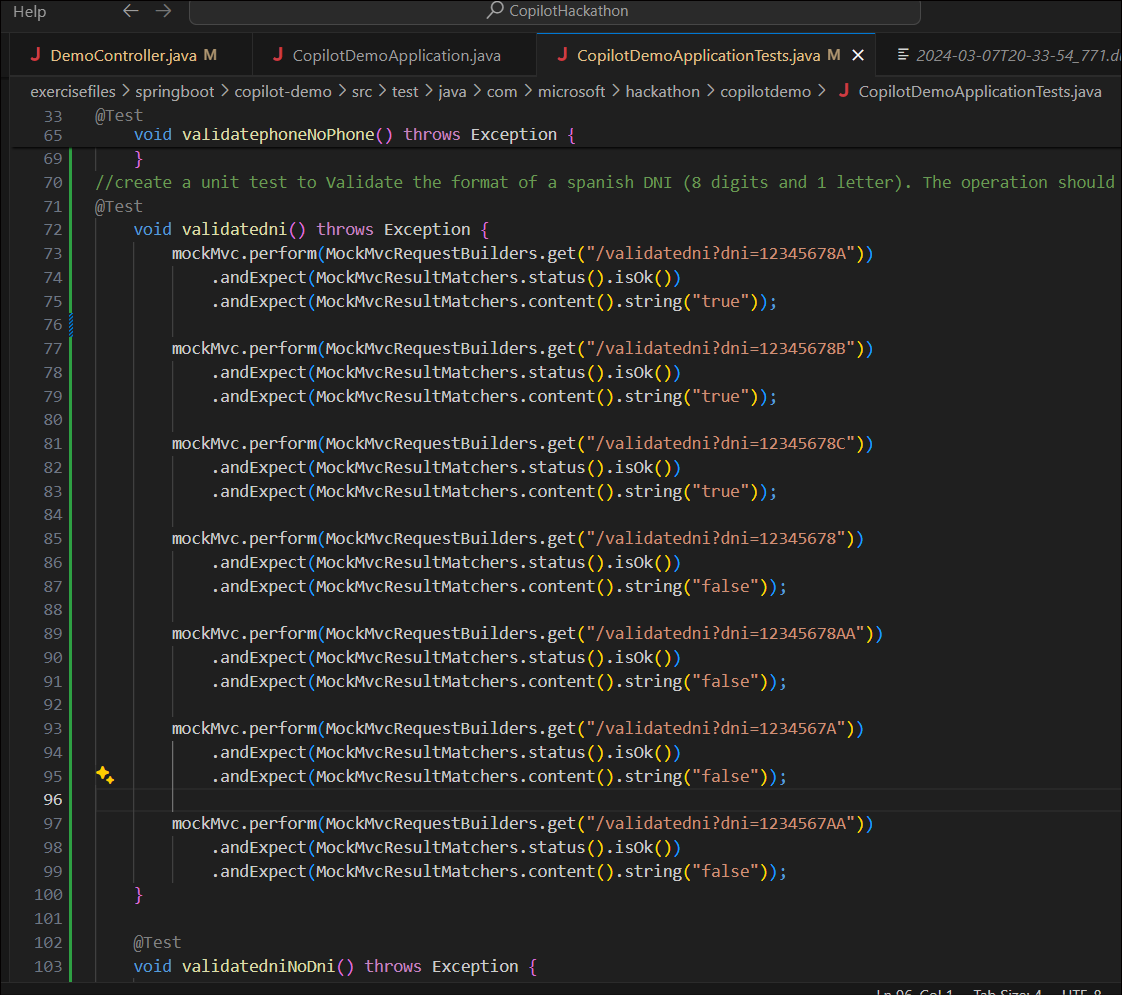 Help ← → CopilotHackathon
J DemoController.java M J CopilotDemoApplication.java J CopilotDemoApplicationTests.java M × 2024-03-07T20-33-54_771.d
exercisefiles > springboot > copilot-demo > src > test > java > com > microsoft > hackathon > copilotdemo > J CopilotDemoApplicationTests.java
33 @Test
65 void validatephoneNoPhone() throws Exception {
69 }
70 //create a unit test to Validate the format of a spanish DNI (8 digits and 1 letter). The operation should
71 @Test
72 void validatedni() throws Exception {
73 mockMvc.perform(MockMvcRequestBuilders.get("/validatedni?dni=12345678A"))
74 .andExpect(MockMvcResultMatchers.status().isOk())
75 .andExpect(MockMvcResultMatchers.content().string("true"));
76
77 mockMvc.perform(MockMvcRequestBuilders.get("/validatedni?dni=12345678B"))
78 .andExpect(MockMvcResultMatchers.status().isOk())
79 .andExpect(MockMvcResultMatchers.content().string("true"));
80
81 mockMvc.perform(MockMvcRequestBuilders.get("/validatedni?dni=12345678C"))
82 .andExpect(MockMvcResultMatchers.status().isOk())
83 .andExpect(MockMvcResultMatchers.content().string("true"));
84
85 mockMvc.perform(MockMvcRequestBuilders.get("/validatedni?dni=12345678"))
86 .andExpect(MockMvcResultMatchers.status().isOk())
87 .andExpect(MockMvcResultMatchers.content().string("false"));
88
89 mockMvc.perform(MockMvcRequestBuilders.get("/validatedni?dni=12345678AA"))
90 .andExpect(MockMvcResultMatchers.status().isOk())
91 .andExpect(MockMvcResultMatchers.content().string("false"));
92
93 mockMvc.perform(MockMvcRequestBuilders.get("/validatedni?dni=1234567A"))
94 .andExpect(MockMvcResultMatchers.status().isOk())
95 .andExpect(MockMvcResultMatchers.content().string("false"));
96
97 mockMvc.perform(MockMvcRequestBuilders.get("/validatedni?dni=1234567AA"))
98 .andExpect(MockMvcResultMatchers.status().isOk())
99 .andExpect(MockMvcResultMatchers.content().string("false"));
100 }
101
102 @Test
103 void validatedniNoDni() throws Exception {
Ln 96, Col 1 Tab Size: 4 UTF-8